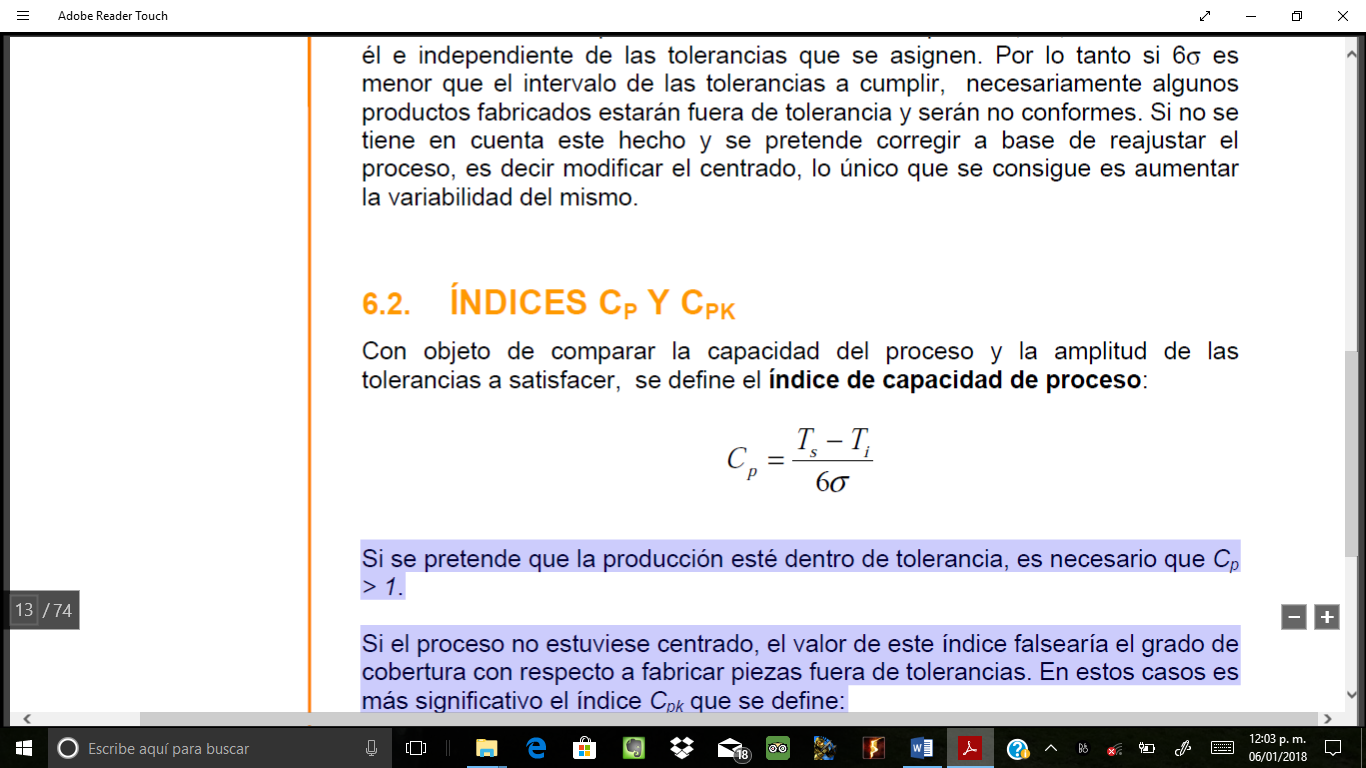 Adobe Reader Touch
él e independiente de las tolerancias que se asignen. Por lo tanto si 6σ es
menor que el intervalo de las tolerancias a cumplir, necesariamente algunos
productos fabricados estarán fuera de tolerancia y serán no conformes. Si no se
tiene en cuenta este hecho y se pretende corregir a base de reajustar el
proceso, es decir modificar el centrado, lo único que se consigue es aumentar
la variabilidad del mismo.
6.2. ÍNDICES CP Y CPK
Con objeto de comparar la capacidad del proceso y la amplitud de las
tolerancias a satisfacer, se define el índice de capacidad de proceso:
Cp = (Ts − Ti) / 6σ
Si se pretende que la producción esté dentro de tolerancia, es necesario que Cp
> 1.
13 / 74
Si el proceso no estuviese centrado, el valor de este índice falsearía el grado de
cobertura con respecto a fabricar piezas fuera de tolerancias. En estos casos es
más significativo el índice Cpk que se define:
Escribe aquí para buscar
18
12:03 p. m.
06/01/2018